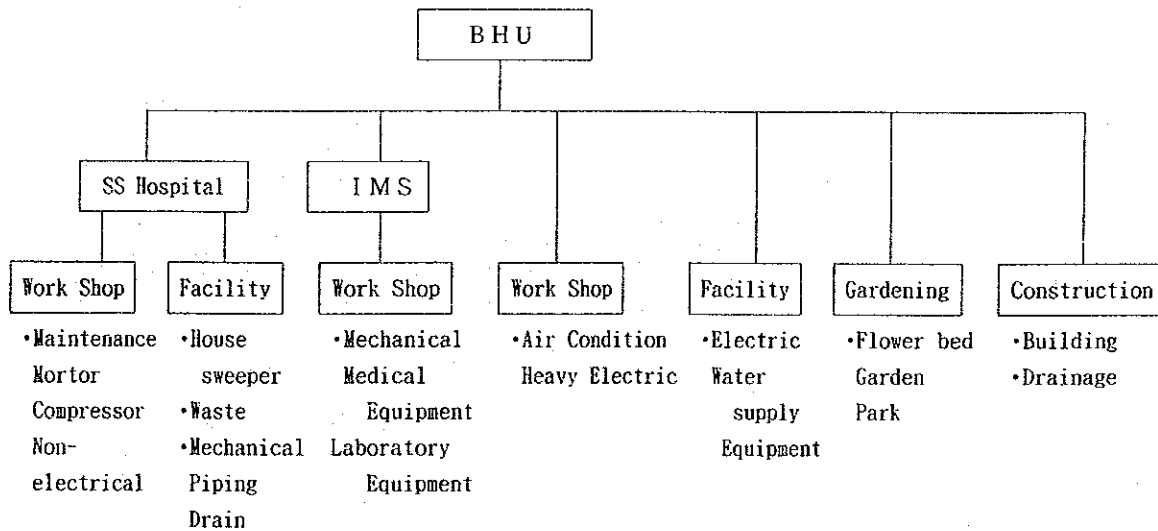 BHU
SS Hospital
IMS
Work Shop
・Maintenance
Mortor
Compressor
Non-
electrical
Facility
・House
sweeper
・Waste
・Mechanical
Piping
Drain
Work Shop
・Mechanical
Medical
Equipment
Laboratory
Equipment
Work Shop
・Air Condition
Heavy Electric
Facility
・Electric
Water
supply
Equipment
Gardening
・Flower bed
Garden
Park
Construction
・Building
・Drainage